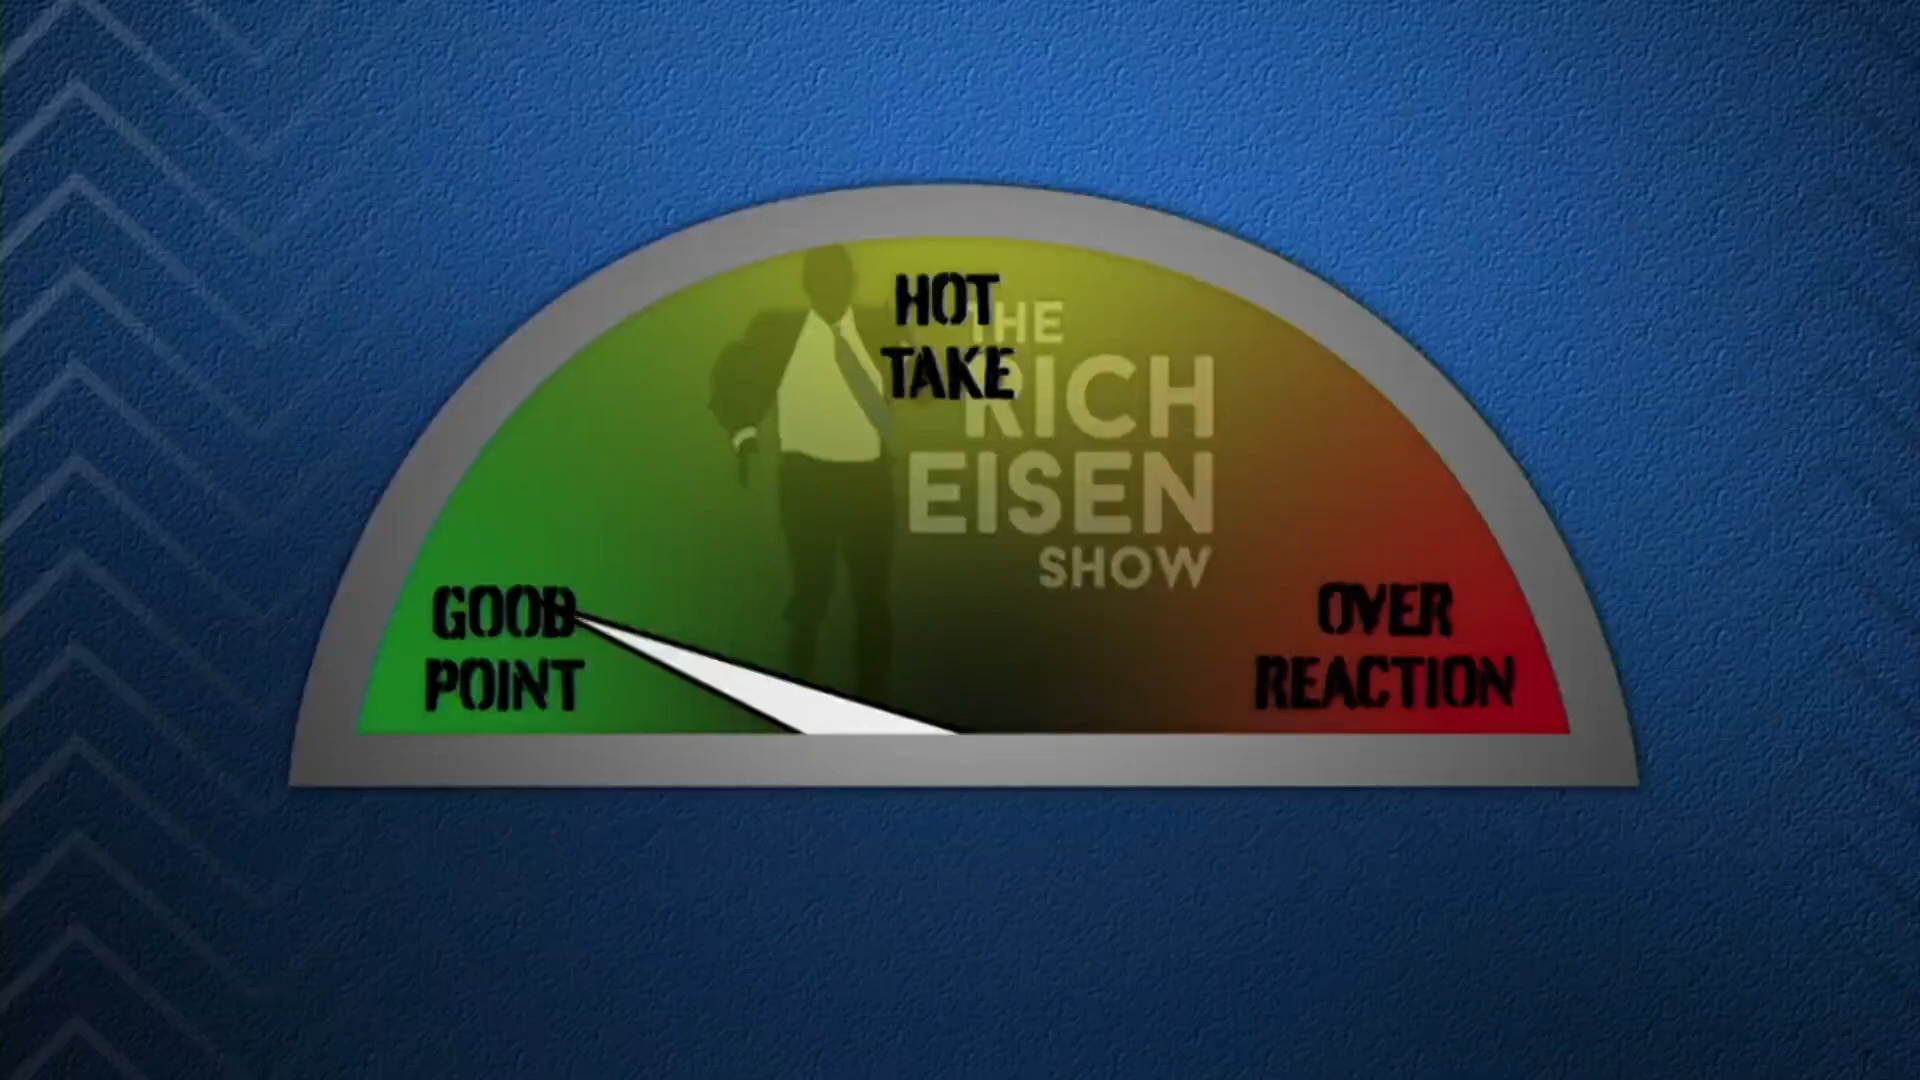 HOT
TAKE
THE
RICH
EISEN
SHOW
GOOD
POINT
OVER
REACTION